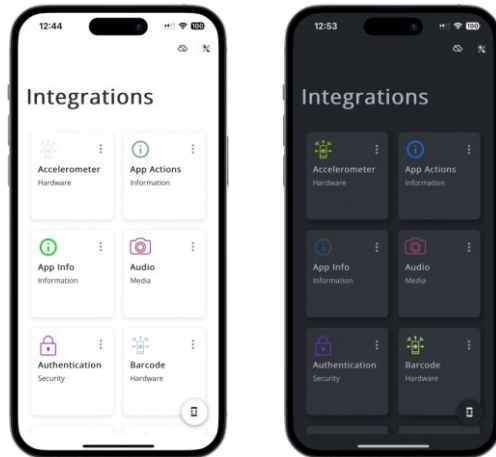 12:44
100
Integrations
Accelerometer
Hardware
App Actions
Information
App Info
Information
Audio
Media
Authentication
Security
Barcode
Hardware
12:53
100
Integrations
Accelerometer
Hardware
App Actions
Information
App Info
Information
Audio
Media
Authentication
Security
Barcode
Hardware